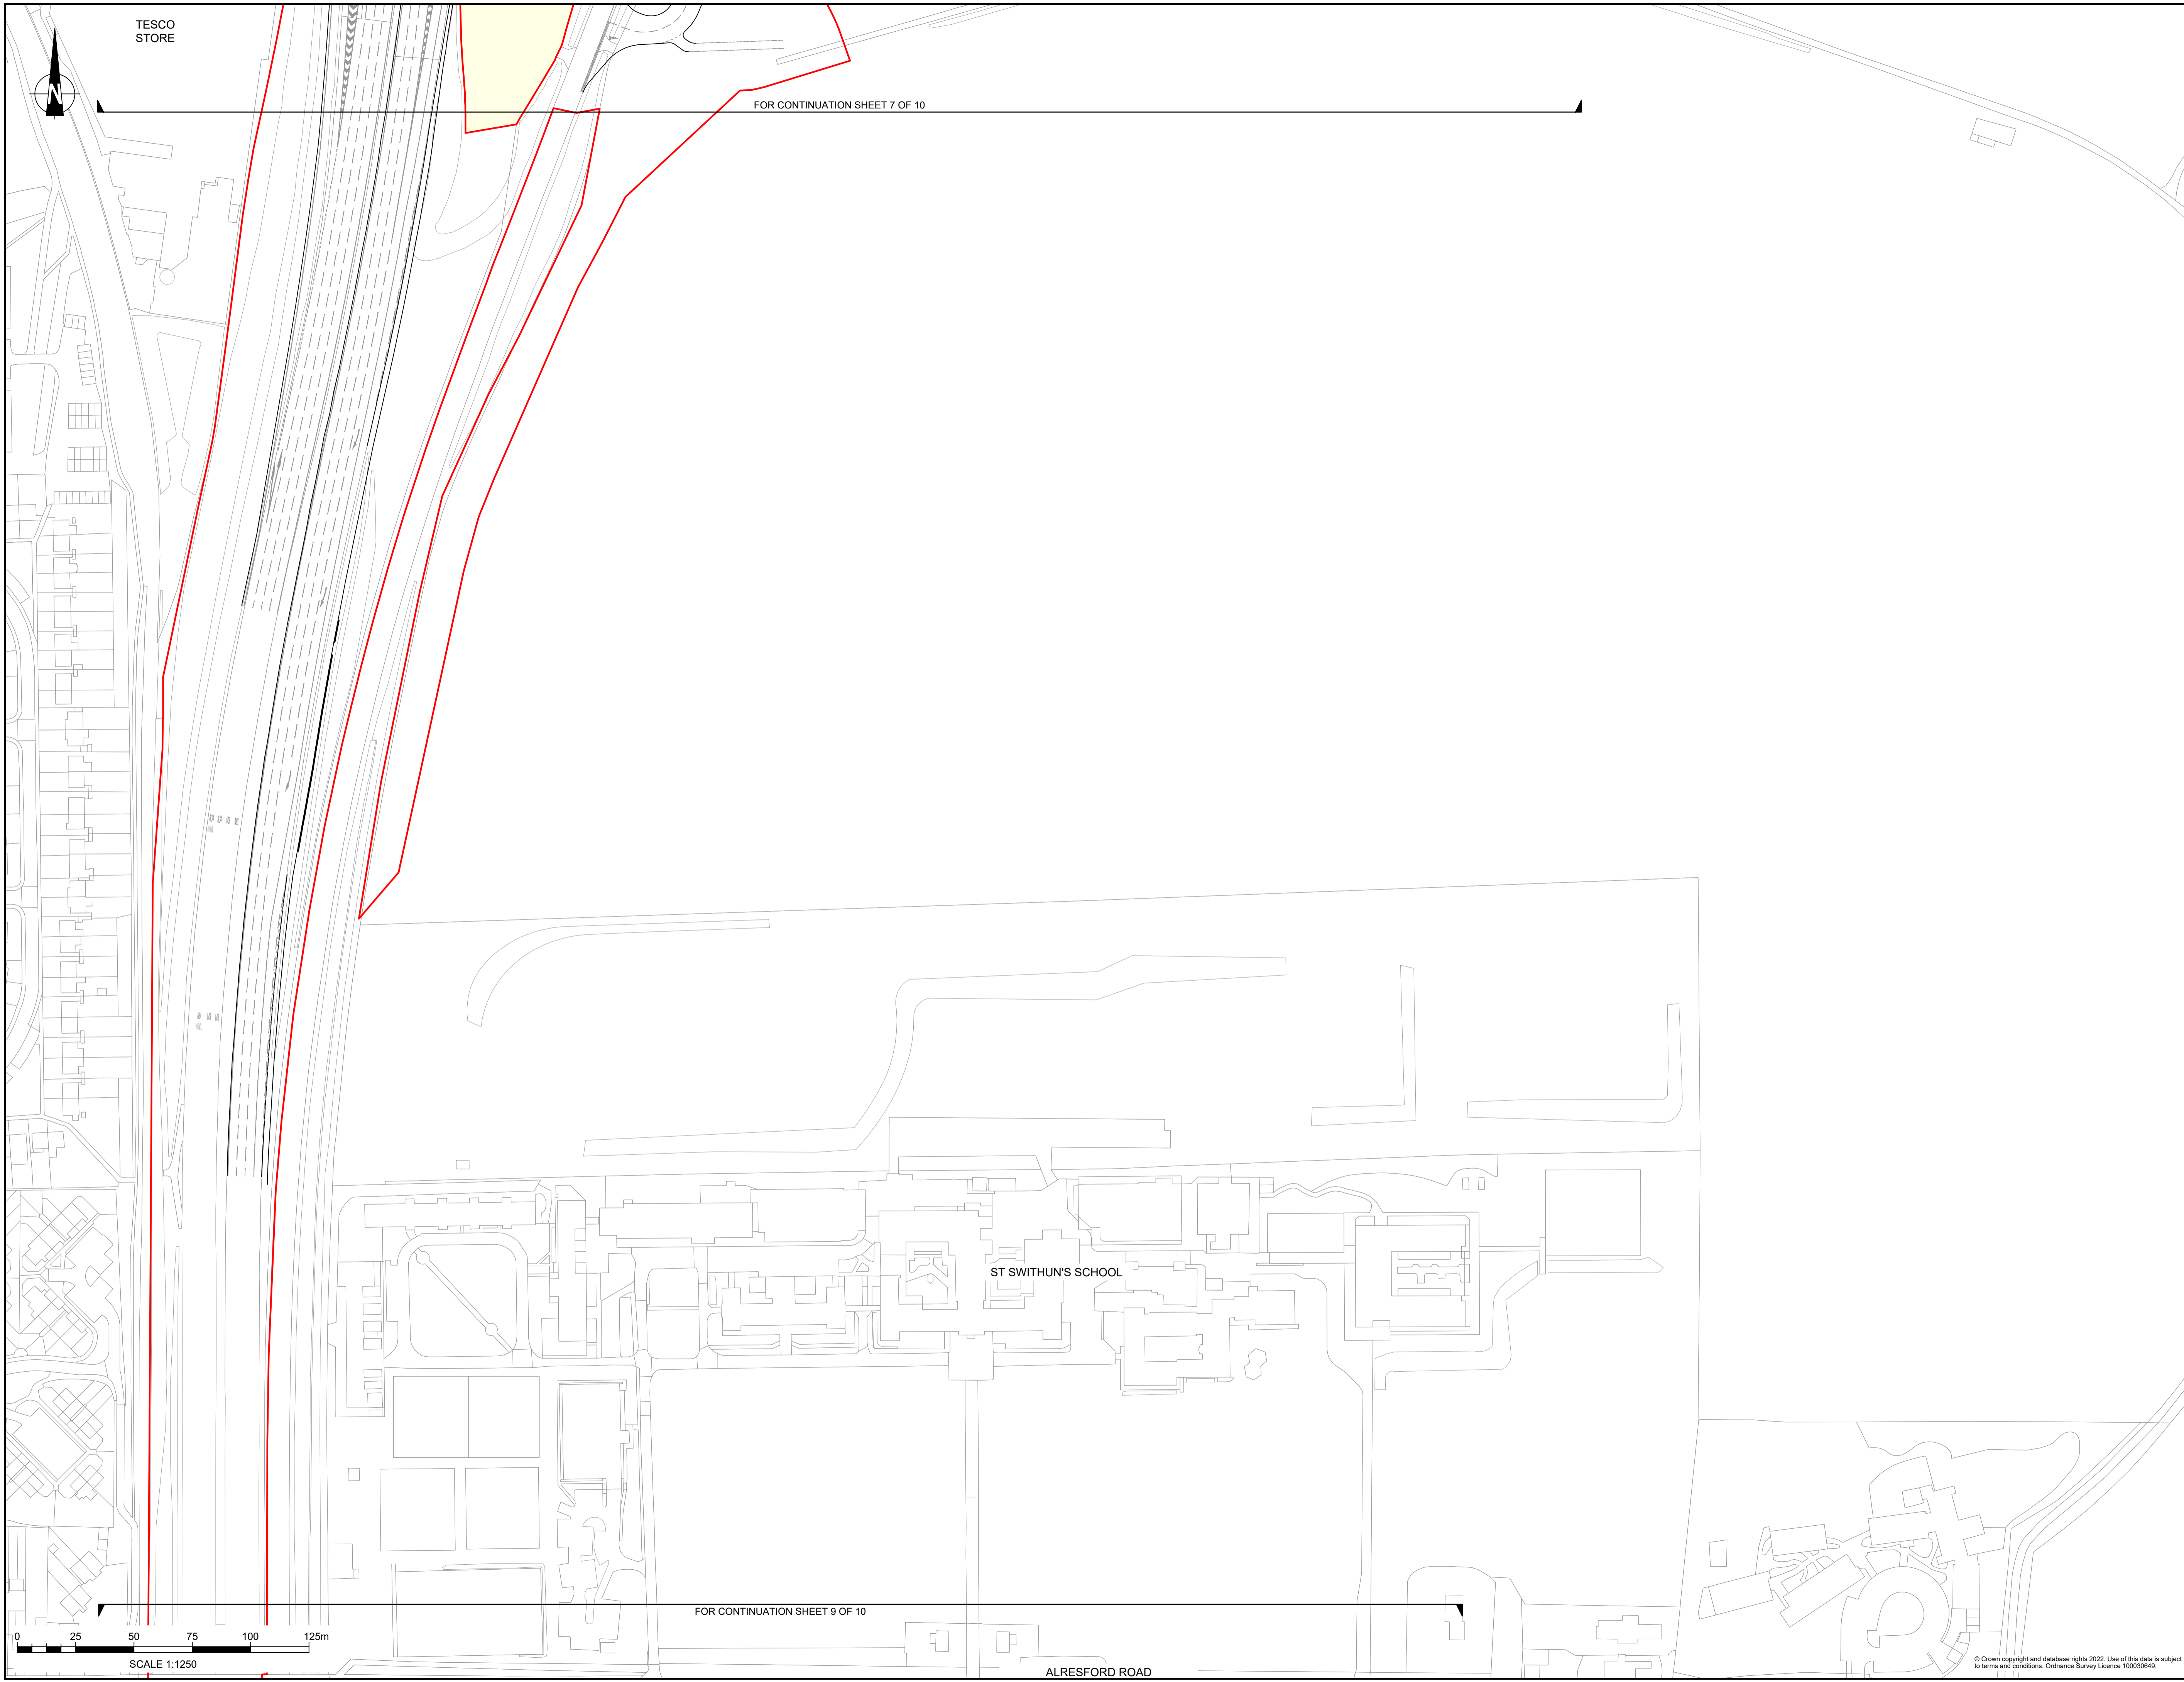 TESCO
STORE
N
FOR CONTINUATION SHEET 7 OF 10
ST SWITHUN'S SCHOOL
FOR CONTINUATION SHEET 9 OF 10
0 25 50 75 100 125m
SCALE 1:1250
ALRESFORD ROAD
© Crown copyright and database rights 2022. Use of this data is subject
to terms and conditions. Ordnance Survey Licence 100030649.